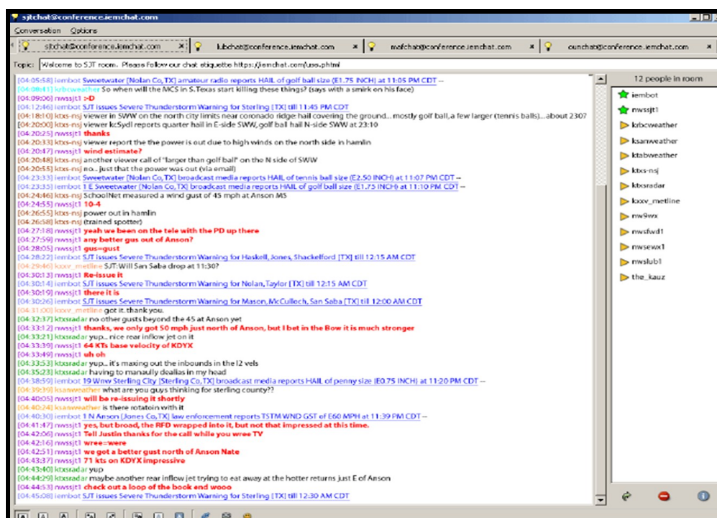 sjtchat@conference.iemchat.com
Conversation Options
sjtchat@conference.iemchat.com × lubchat@conference.iemchat.com × mafchat@conference.iemchat.com × ounchat@conference.iemchat.com ×
Topic: Welcome to SJT room. Please Follow our chat etiquette https://iemchat.com/
12 people in room
[04:05:58] iembot Sweetwater [Nolan Co, TX] amateur radio reports HAIL of golf ball size (E1.75 INCH) at 11:05 PM CDT --
kxbcweather So when will the MCS in S.Texas start killing these things? (says with a smirk on his face)
[04:09:06] nwssjt1 >:D
[04:12:46] iembot SJT issues Severe Thunderstorm Warning for Sterling [TX] till 11:45 PM CDT
[04:18:10] ktxs-nsj viewer in SWW on the north city limits near coronado ridge hail covering the ground... mostly golf ball, a few larger (tennis balls)...about 2307
[04:20:20] ktxs-nsj viewer kc5ydl reports quarter hail in E-side SWW, golf ball hail N-side SWW at 23:10
[04:20:25] nwssjt1 thanks
[04:20:33] ktxs-nsj viewer report the the power is out due to high winds on the north side in hamlin
[04:20:47] nwssjt1 wind estimate?
[04:20:48] ktxs-nsj another viewer call of "larger than golf ball" on the N side of SWW
[04:20:55] ktxs-nsj no.. just that the power was out (via email)
[04:23:33] iembot Sweetwater [Nolan Co, TX] broadcast media reports HAIL of tennis ball size (E2.50 INCH) at 11:07 PM CDT --
[04:23:35] iembot 1 E Sweetwater [Nolan Co, TX] broadcast media reports HAIL of golf ball size (E1.75 INCH) at 11:10 PM CDT --
[04:24:46] ktxs-nsj SchoolNet measured a wind gust of 45 mph at Anson MS
[04:24:55] nwssjt1 10-4
[04:26:55] ktxs-nsj power out in hamlin
[04:26:58] ktxs-nsj (trained spotter)
[04:27:18] nwssjt1 yeah we been on the tele with the PD up there
[04:27:59] nwssjt1 any better gus out of Anson?
[04:28:05] nwssjt1 gus=gust
[04:28:22] iembot SJT issues Severe Thunderstorm Warning for Haskell, Jones, Shackelford [TX] till 12:15 AM CDT
[04:29:46] kxxv_metline SJT: Will San Saba drop at 11:30?
[04:30:12] nwssjt1 Re-issue it
[04:30:14] iembot SJT issues Severe Thunderstorm Warning for Nolan, Taylor [TX] till 12:15 AM CDT
[04:30:19] nwssjt1 there it is
[04:30:26] iembot SJT issues Severe Thunderstorm Warning for Mason, McCulloch, San Saba [TX] till 12:00 AM CDT
[04:31:00] kxxv_metline got it. thank you.
[04:32:37] ktxsradar no other gusts beyond the 45 at Anson yet
[04:33:12] nwssjt1 thanks, we only got 50 mph just north of Anson, but I bet in the Bow it is much stronger
[04:33:21] ktxsradar yup.. nice rear inflow jet on it
[04:33:39] nwssjt1 64 KTs base velocity of KDYX
[04:33:49] nwssjt1 uh oh
[04:33:53] ktxsradar yup... it's maxing out the inbounds in the l2 vels
[04:35:23] ktxsradar having to manaully dealias in my head
[04:38:59] iembot 19 Wnw Sterling City [Sterling Co, TX] broadcast media reports HAIL of penny size (E0.75 INCH) at 11:20 PM CDT --
[04:39:39] ksanweather what are you guys thinking for sterling county??
[04:40:05] nwssjt1 will be re-issuing it shortly
[04:40:24] ksanweather is there rotatoin with it
[04:40:30] iembot 1 N Anson [Jones Co, TX] law enforcement reports TSTM WND GST of E60 MPH at 11:39 PM CDT --
[04:41:47] nwssjt1 yes, but broad, the RFD wrapped into it, but not that impressed at this time.
[04:42:06] nwssjt1 Tell Justin thanks for the call while you wree TV
[04:42:16] nwssjt1 wree=were
[04:42:51] nwssjt1 we got a better gust north of Anson Nate
[04:43:37] nwssjt1 71 kts on KDYX impressive
[04:43:40] ktxsradar yup
[04:44:29] ktxsradar maybe another rear inflow jet trying to eat away at the hotter returns just E of Anson
[04:44:53] nwssjt1 check out a loop of the book end wooo
[04:45:08] iembot SJT issues Severe Thunderstorm Warning for Sterling [TX] till 12:30 AM CDT
iembot
nwssjt1
krbcweather
ksanweather
ktabweather
ktxs-nsj
ktxsradar
kxxv_metline
nw9wx
nwsfwd1
nwsewx1
nwslub1
the_kauz